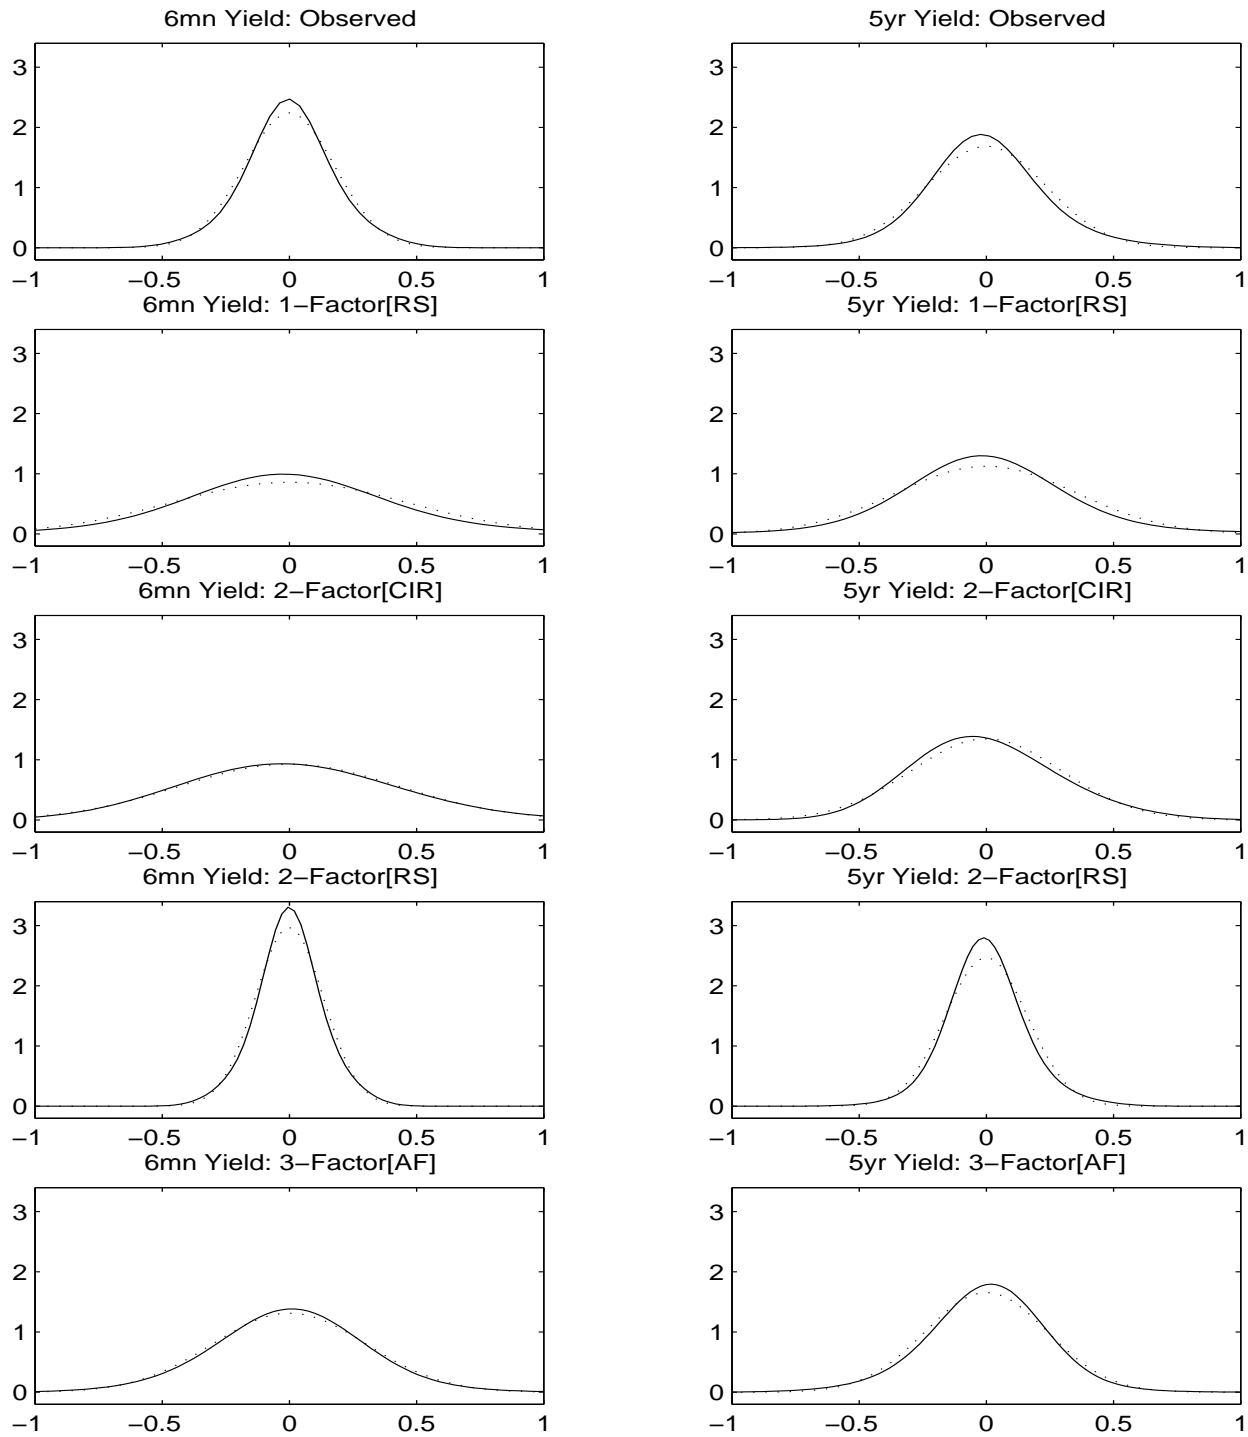 6mn Yield: Observed
3
2
1
0
−1 −0.5 0 0.5 1
5yr Yield: Observed
3
2
1
0
−1 −0.5 0 0.5 1
6mn Yield: 1−Factor[RS]
3
2
1
0
−1 −0.5 0 0.5 1
5yr Yield: 1−Factor[RS]
3
2
1
0
−1 −0.5 0 0.5 1
6mn Yield: 2−Factor[CIR]
3
2
1
0
−1 −0.5 0 0.5 1
5yr Yield: 2−Factor[CIR]
3
2
1
0
−1 −0.5 0 0.5 1
6mn Yield: 2−Factor[RS]
3
2
1
0
−1 −0.5 0 0.5 1
5yr Yield: 2−Factor[RS]
3
2
1
0
−1 −0.5 0 0.5 1
6mn Yield: 3−Factor[AF]
3
2
1
0
−1 −0.5 0 0.5 1
5yr Yield: 3−Factor[AF]
3
2
1
0
−1 −0.5 0 0.5 1